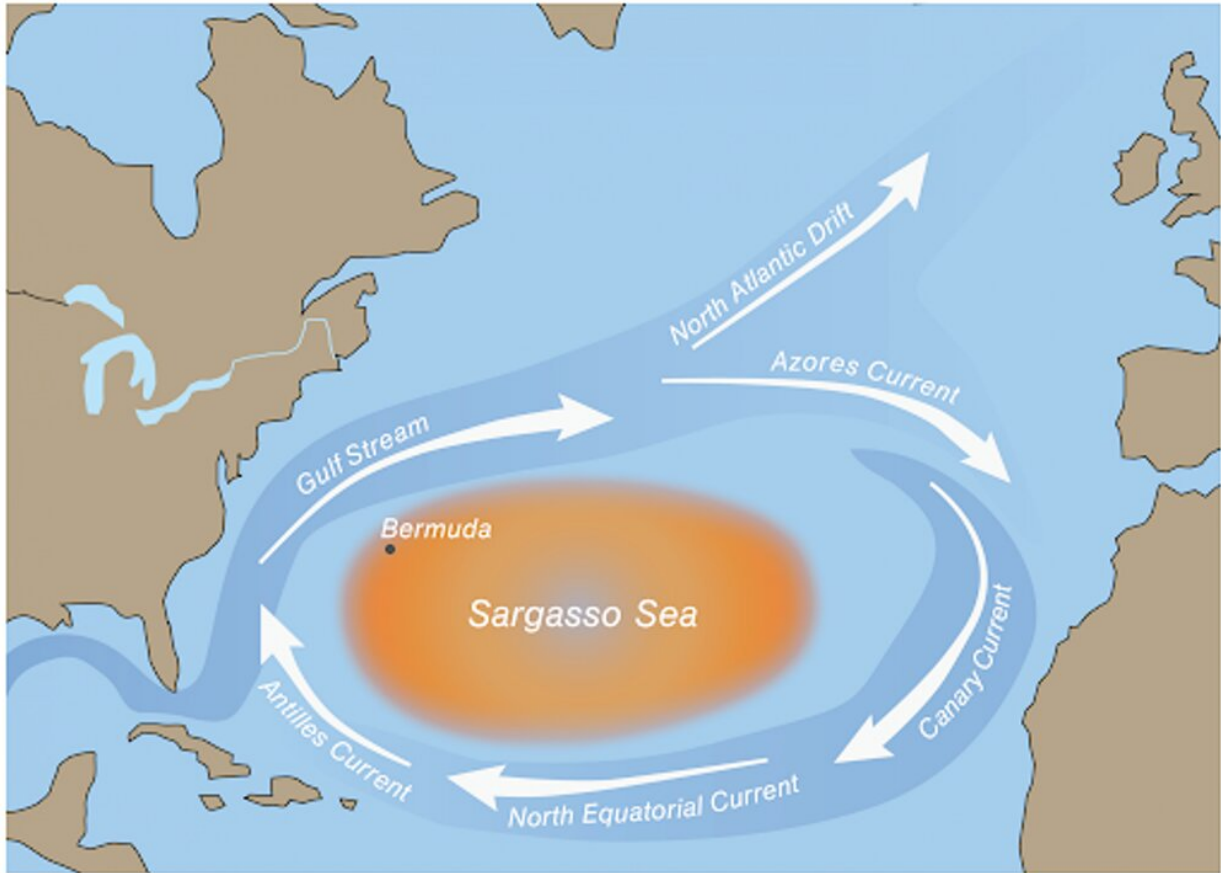 North Atlantic Drift
Azores Current
Gulf Stream
Bermuda
Sargasso Sea
Canary Current
Antilles Current
North Equatorial Current